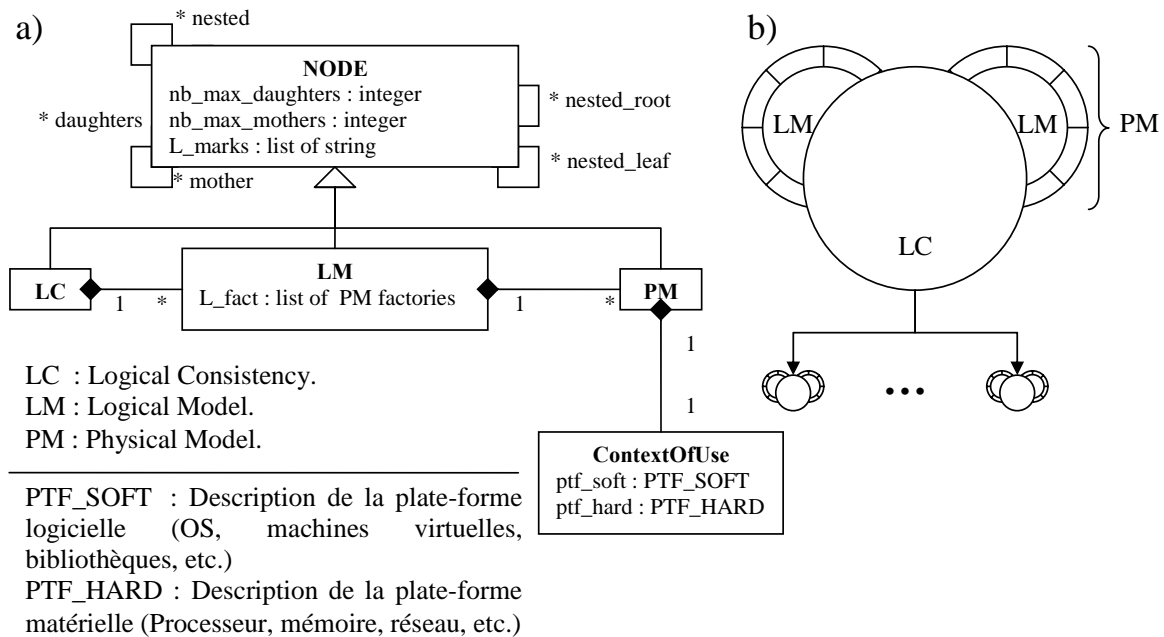 a)
* nested
NODE
nb_max_daughters : integer
nb_max_mothers : integer
L_marks : list of string
* daughters
* mother
* nested_root
* nested_leaf
LC
1
*
LM
L_fact : list of PM factories
1
*
PM
1
1
ContextOfUse
ptf_soft : PTF_SOFT
ptf_hard : PTF_HARD
LC : Logical Consistency.
LM : Logical Model.
PM : Physical Model.
PTF_SOFT : Description de la plate-forme
logicielle (OS, machines virtuelles,
bibliothèques, etc.)
PTF_HARD : Description de la plate-forme
matérielle (Processeur, mémoire, réseau, etc.)
b)
LM
LM
PM
LC
...